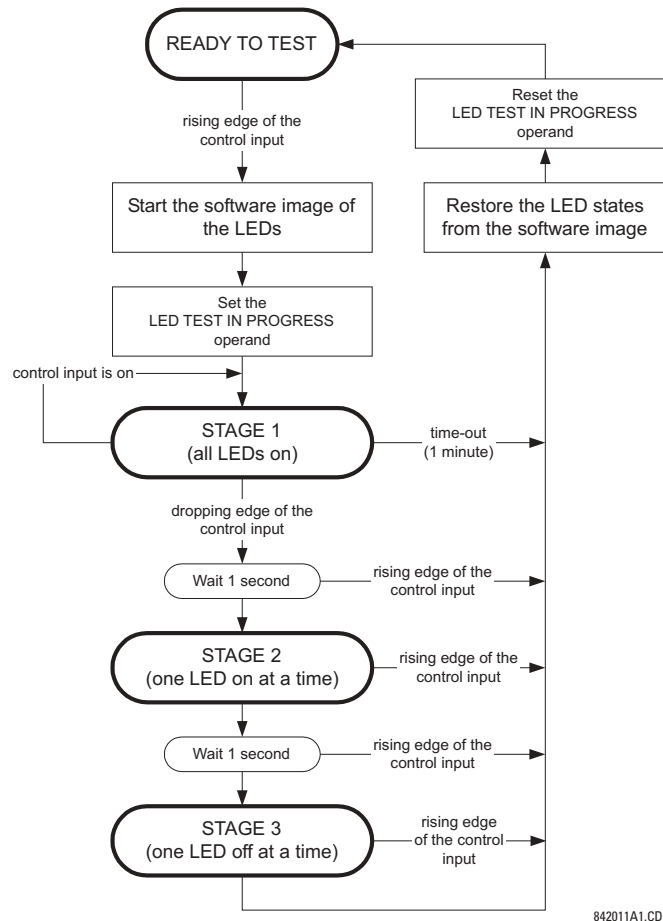 READY TO TEST
rising edge of the
control input
Start the software image of
the LEDs
Set the
LED TEST IN PROGRESS
operand
control input is on
STAGE 1
(all LEDs on)
time-out
(1 minute)
dropping edge of the
control input
Wait 1 second
rising edge of the
control input
STAGE 2
(one LED on at a time)
rising edge of the
control input
Wait 1 second
rising edge of the
control input
STAGE 3
(one LED off at a time)
rising edge
of the control
input
Restore the LED states
from the software image
Reset the
LED TEST IN PROGRESS
operand
842011A1.CD